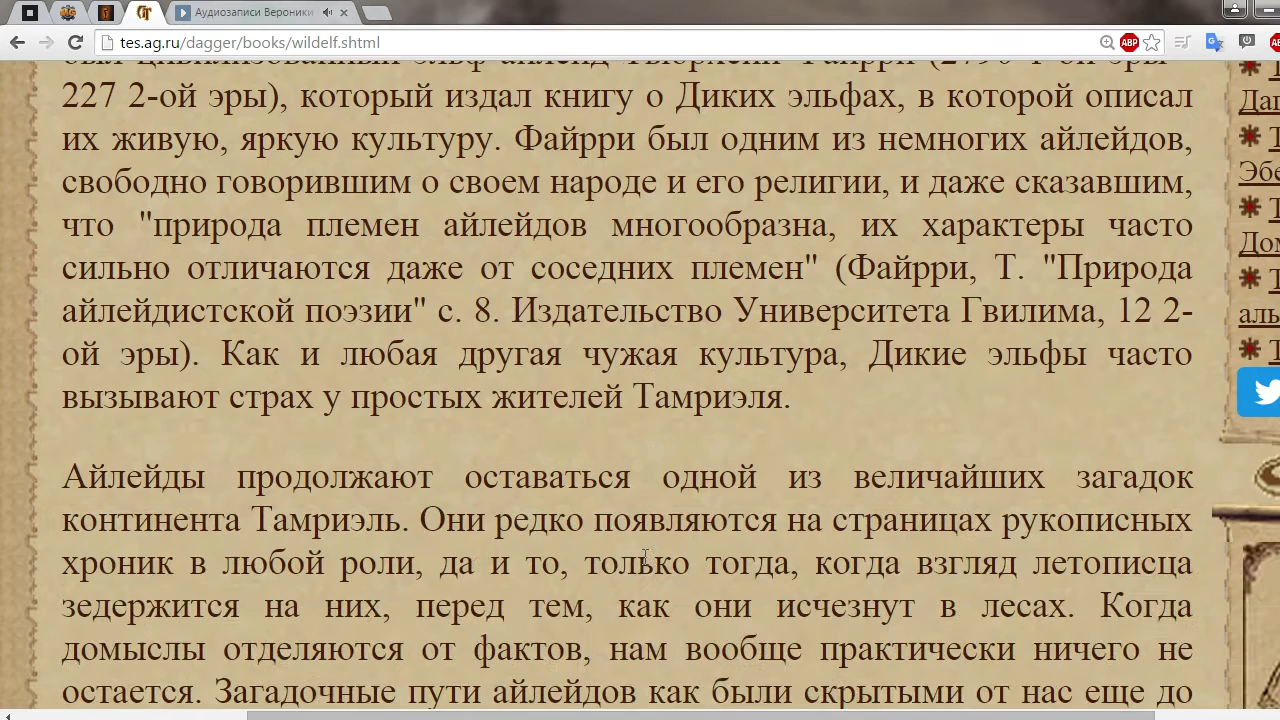 Аудиозаписи Вероники
tes.ag.ru/dagger/books/wildelf.shtml
227 2-ой эры), который издал книгу о Диких эльфах, в которой описал
их живую, яркую культуру. Файрри был одним из немногих айлейдов,
свободно говорившим о своем народе и его религии, и даже сказавшим,
что "природа племен айлейдов многообразна, их характеры часто
сильно отличаются даже от соседних племен" (Файрри, Т. "Природа
айлейдистской поэзии" с. 8. Издательство Университета Гвилима, 12 2-
ой эры). Как и любая другая чужая культура, Дикие эльфы часто
вызывают страх у простых жителей Тамриэля.
Айлейды продолжают оставаться одной из величайших загадок
континента Тамриэль. Они редко появляются на страницах рукописных
хроник в любой роли, да и то, только тогда, когда взгляд летописца
зедержится на них, перед тем, как они исчезнут в лесах. Когда
домыслы отделяются от фактов, нам вообще практически ничего не
остается. Загадочные пути айлейдов как были скрытыми от нас еще до
ABP